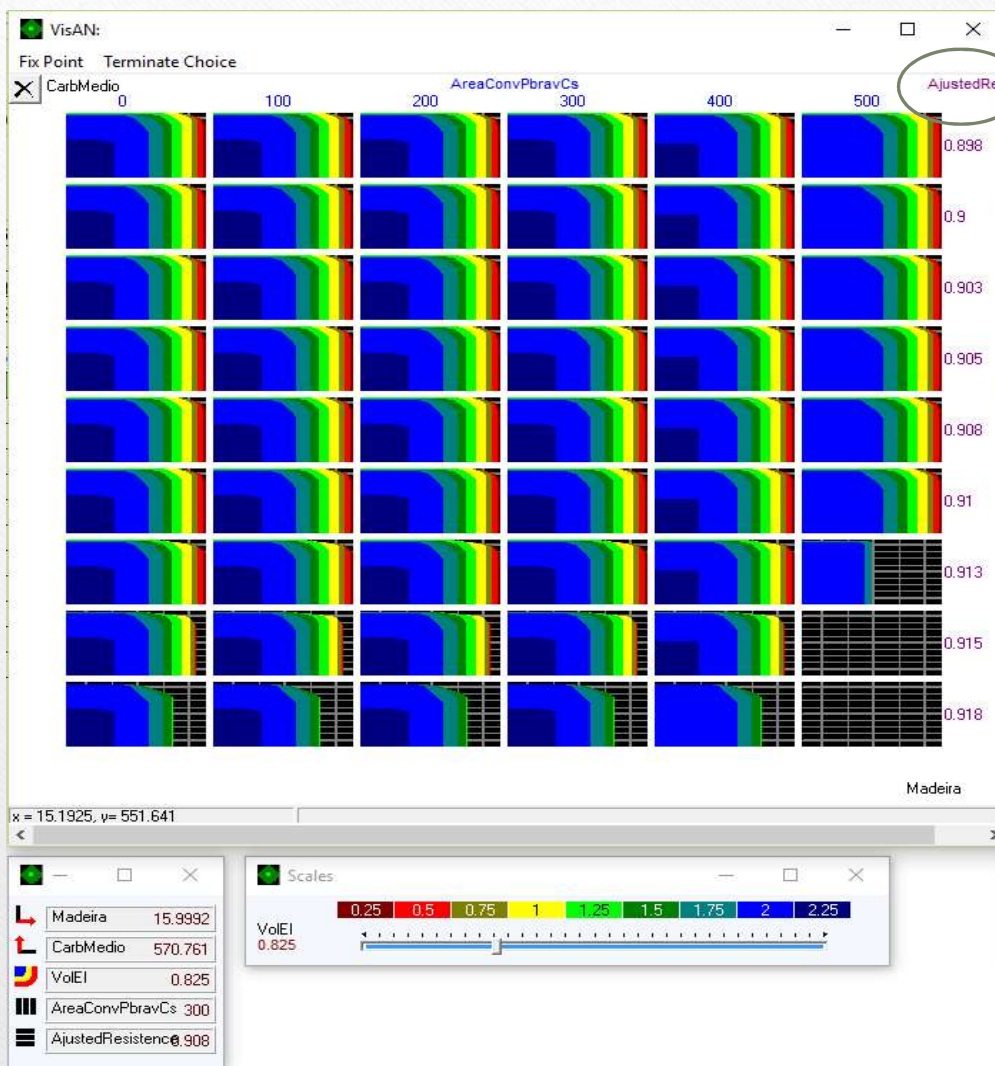 VisAN:
Fix Point Terminate Choice
CarbMedio AreaConvPbravCs AjustedRe
0 100 200 300 400 500
0.898
0.9
0.903
0.905
0.908
0.91
0.913
0.915
0.918
Madeira
x = 15.1925, y= 551.641
Scales
Madeira 15.9992
CarbMedio 570.761
VolEI 0.825
AreaConvPbravCs 300
AjustedResistence 0.908
0.25 0.5 0.75 1 1.25 1.5 1.75 2 2.25
VolEI
0.825